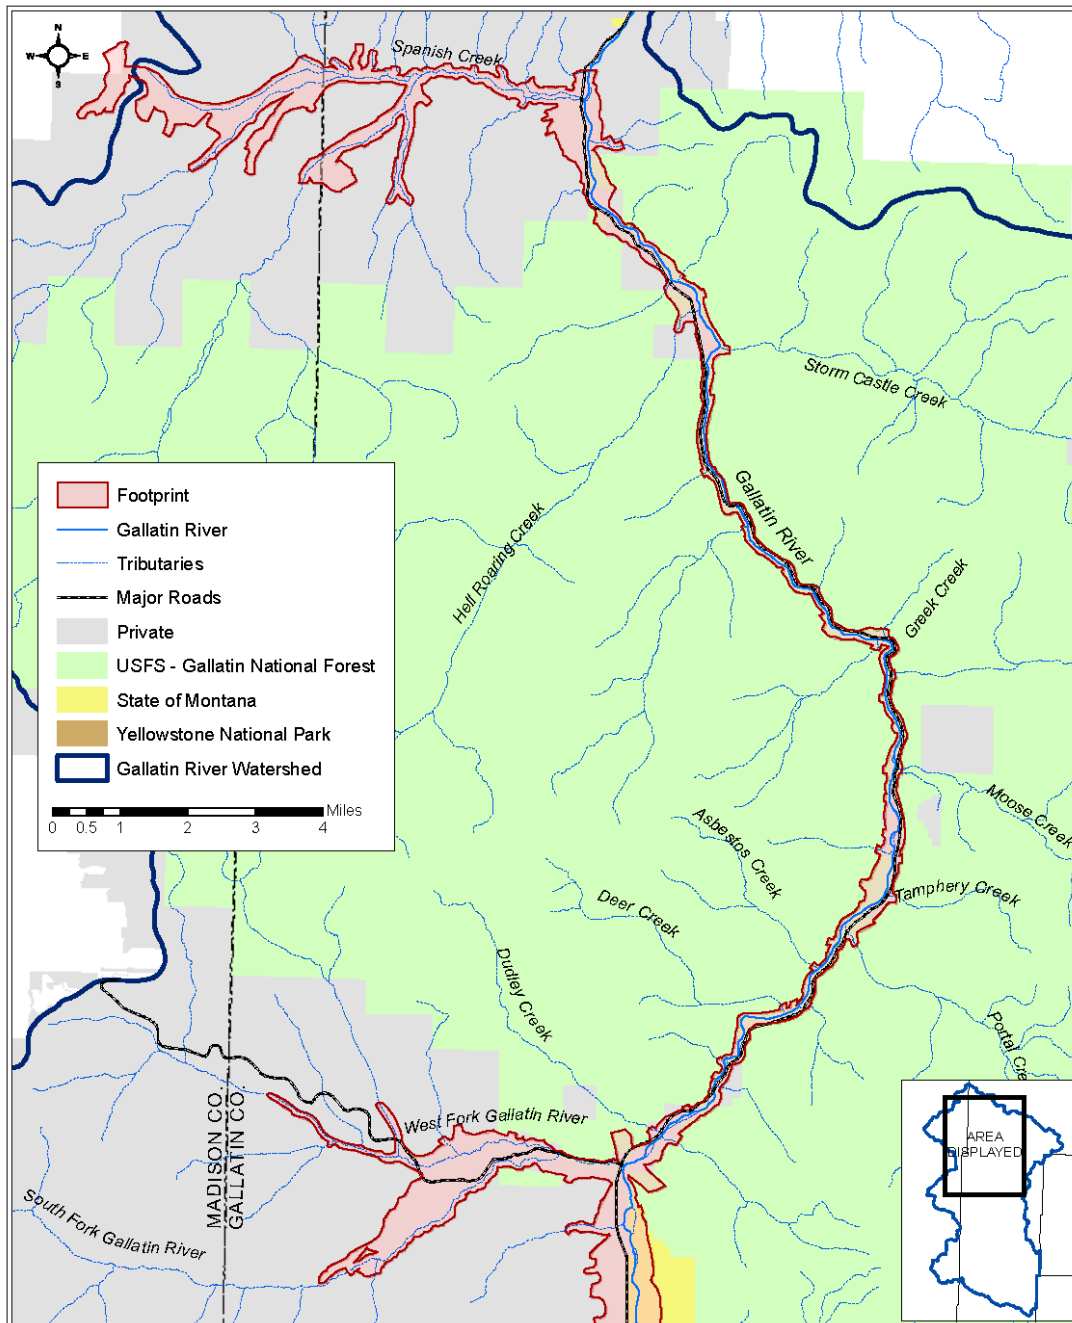 N
W
E
S
Spanish Creek
Storm Castle Creek
Gallatin River
Hell Roaring Creek
Greek Creek
Footprint
Gallatin River
Tributaries
Major Roads
Private
USFS - Gallatin National Forest
State of Montana
Yellowstone National Park
Gallatin River Watershed
Miles
0 0.5 1 2 3 4
Moose Creek
Asbestos Creek
Tamphery Creek
Deer Creek
Dudley Creek
Portal Cre
West Fork Gallatin River
MADISON CO.
GALLATIN CO.
South Fork Gallatin River
AREA
DISPLAYED